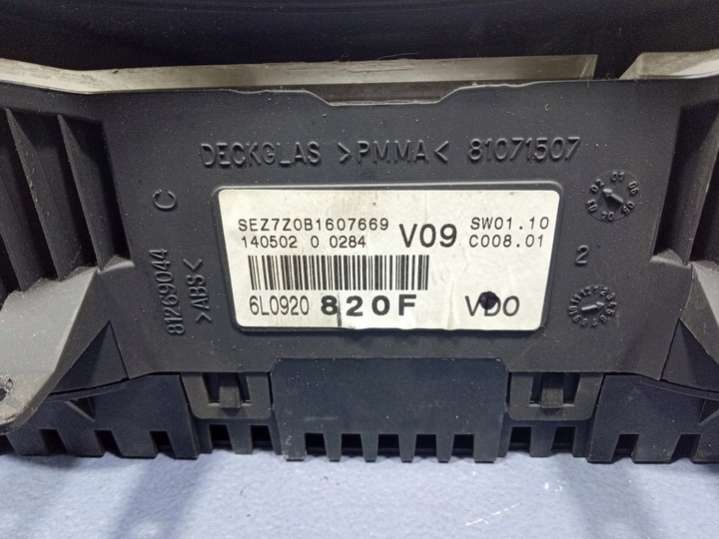 DECKGLAS >PMMA< 81071507
SEZ7Z0B1607669
140502 0 0284
V09
SW01.10
C008.01
6L0920 820F VDO
81269044 C
>ABS<
2